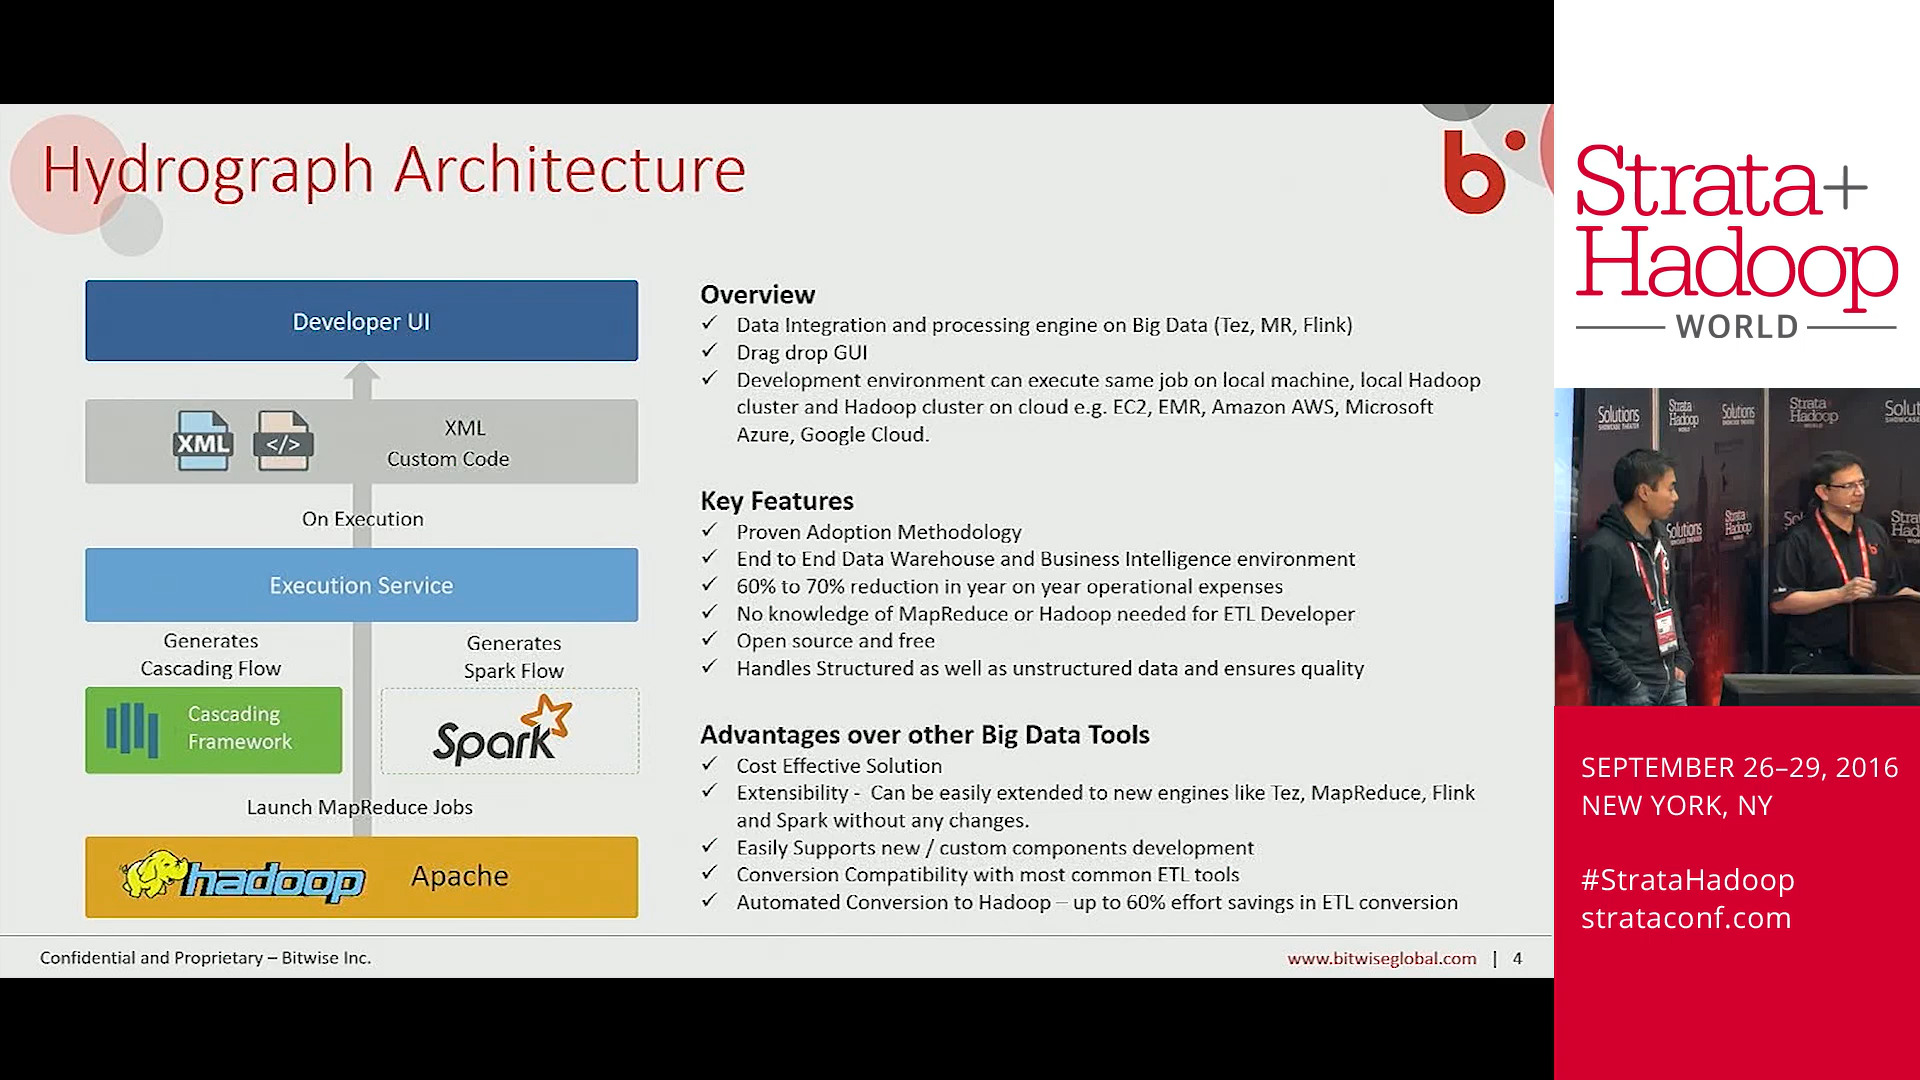 Hydrograph Architecture
b
Developer UI
XML
XML
</>
Custom Code
On Execution
Execution Service
Generates
Cascading Flow
Generates
Spark Flow
Cascading
Framework
Spark
Launch MapReduce Jobs
hadoop
Apache
Overview
✓ Data Integration and processing engine on Big Data (Tez, MR, Flink)
✓ Drag drop GUI
✓ Development environment can execute same job on local machine, local Hadoop
cluster and Hadoop cluster on cloud e.g. EC2, EMR, Amazon AWS, Microsoft
Azure, Google Cloud.
Key Features
✓ Proven Adoption Methodology
✓ End to End Data Warehouse and Business Intelligence environment
✓ 60% to 70% reduction in year on year operational expenses
✓ No knowledge of MapReduce or Hadoop needed for ETL Developer
✓ Open source and free
✓ Handles Structured as well as unstructured data and ensures quality
Advantages over other Big Data Tools
✓ Cost Effective Solution
✓ Extensibility - Can be easily extended to new engines like Tez, MapReduce, Flink
and Spark without any changes.
✓ Easily Supports new / custom components development
✓ Conversion Compatibility with most common ETL tools
✓ Automated Conversion to Hadoop – up to 60% effort savings in ETL conversion
Confidential and Proprietary – Bitwise Inc.
www.bitwiseglobal.com | 4
Strata+
Hadoop
WORLD
Solutions
Strata
Hadoop
Solutions
Strata
Hadoop
Solutions
Strata
Hadoop
SEPTEMBER 26–29, 2016
NEW YORK, NY
#StrataHadoop
strataconf.com